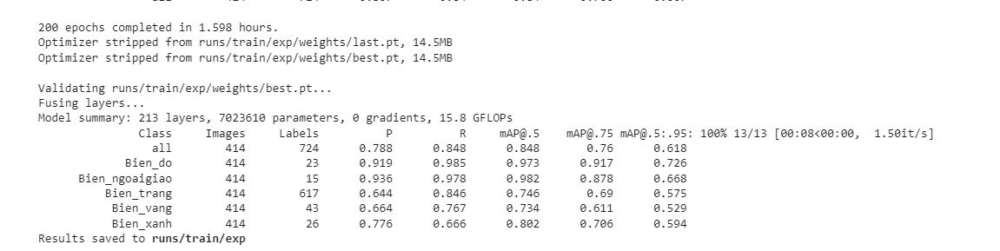 200 epochs completed in 1.598 hours.
Optimizer stripped from runs/train/exp/weights/last.pt, 14.5MB
Optimizer stripped from runs/train/exp/weights/best.pt, 14.5MB
Validating runs/train/exp/weights/best.pt...
Fusing layers...
Model summary: 213 layers, 7023610 parameters, 0 gradients, 15.8 GFLOPs
Class Images Labels P R mAP@.5 mAP@.75 mAP@.5:.95: 100% 13/13 [00:08<00:00, 1.50it/s]
all 414 724 0.788 0.848 0.848 0.76 0.618
Bien_do 414 23 0.919 0.985 0.973 0.917 0.726
Bien_ngoaigiao 414 15 0.936 0.978 0.982 0.878 0.668
Bien_trang 414 617 0.644 0.846 0.746 0.69 0.575
Bien_vang 414 43 0.664 0.767 0.734 0.611 0.529
Bien_xanh 414 26 0.776 0.666 0.802 0.706 0.594
Results saved to runs/train/exp